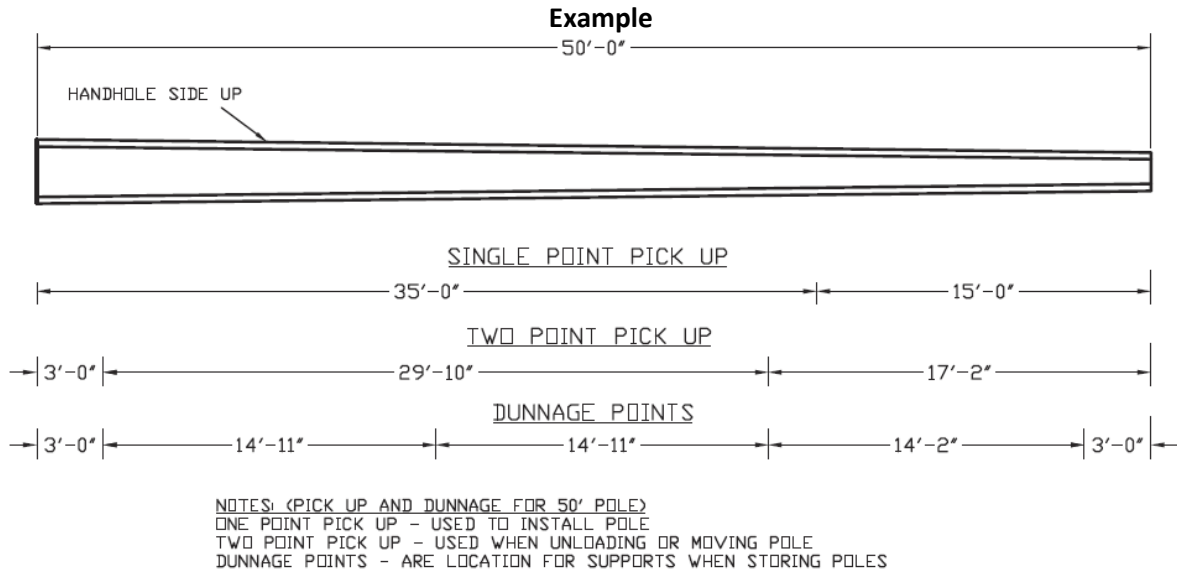 Example
50'-0"
HANDHOLE SIDE UP
SINGLE POINT PICK UP
35'-0" 15'-0"
TWO POINT PICK UP
3'-0" 29'-10" 17'-2"
DUNNAGE POINTS
3'-0" 14'-11" 14'-11" 14'-2" 3'-0"
NOTES: (PICK UP AND DUNNAGE FOR 50' POLE)
ONE POINT PICK UP - USED TO INSTALL POLE
TWO POINT PICK UP - USED WHEN UNLOADING OR MOVING POLE
DUNNAGE POINTS - ARE LOCATION FOR SUPPORTS WHEN STORING POLES